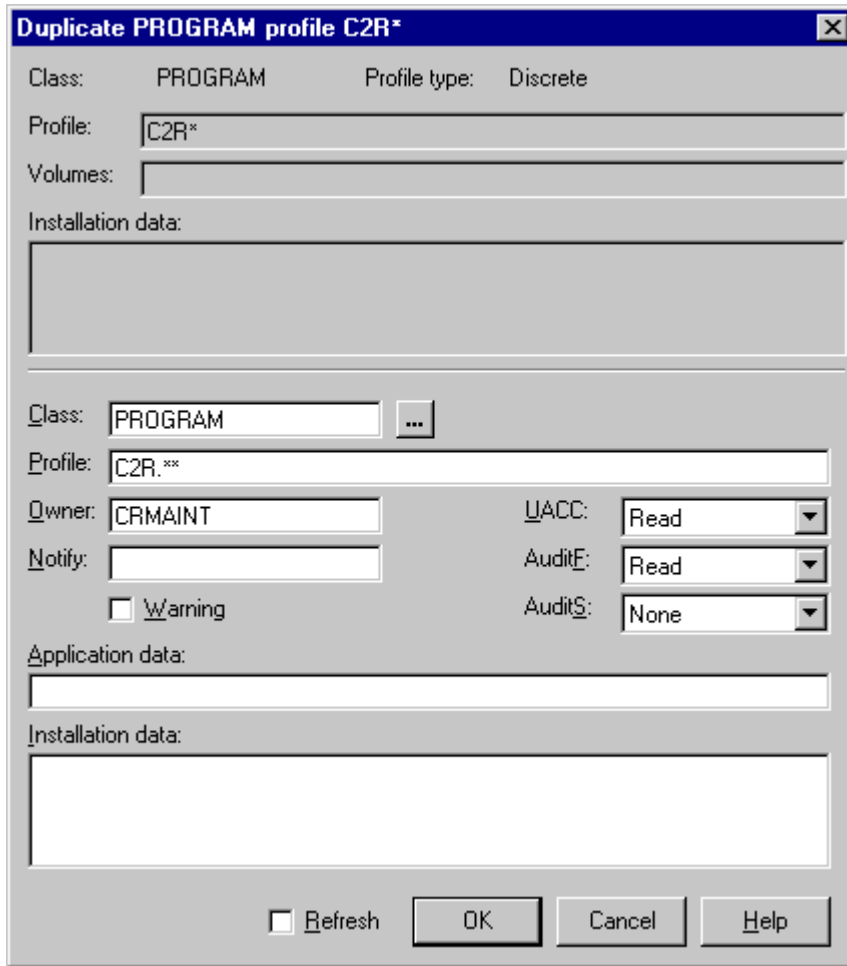 Duplicate PROGRAM profile C2R*
Class: PROGRAM Profile type: Discrete
Profile: C2R*
Volumes:
Installation data:
Class: PROGRAM ...
Profile: C2R.**
Owner: CRMAINT UACC: Read
Notify: AuditF: Read
Warning AuditS: None
Application data:
Installation data:
Refresh OK Cancel Help